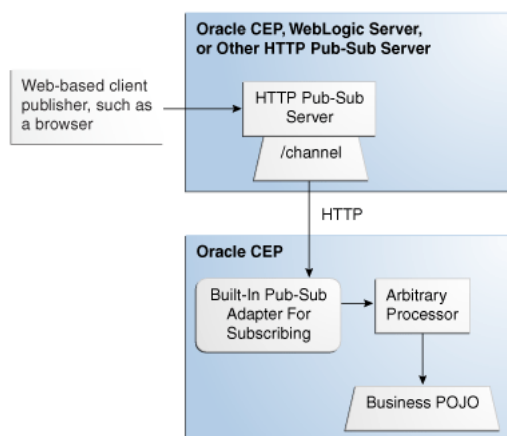 Oracle CEP, WebLogic Server,
or Other HTTP Pub-Sub Server
Web-based client
publisher, such as
a browser
HTTP Pub-Sub
Server
/channel
HTTP
Oracle CEP
Built-In Pub-Sub
Adapter For
Subscribing
Arbitrary
Processor
Business POJO